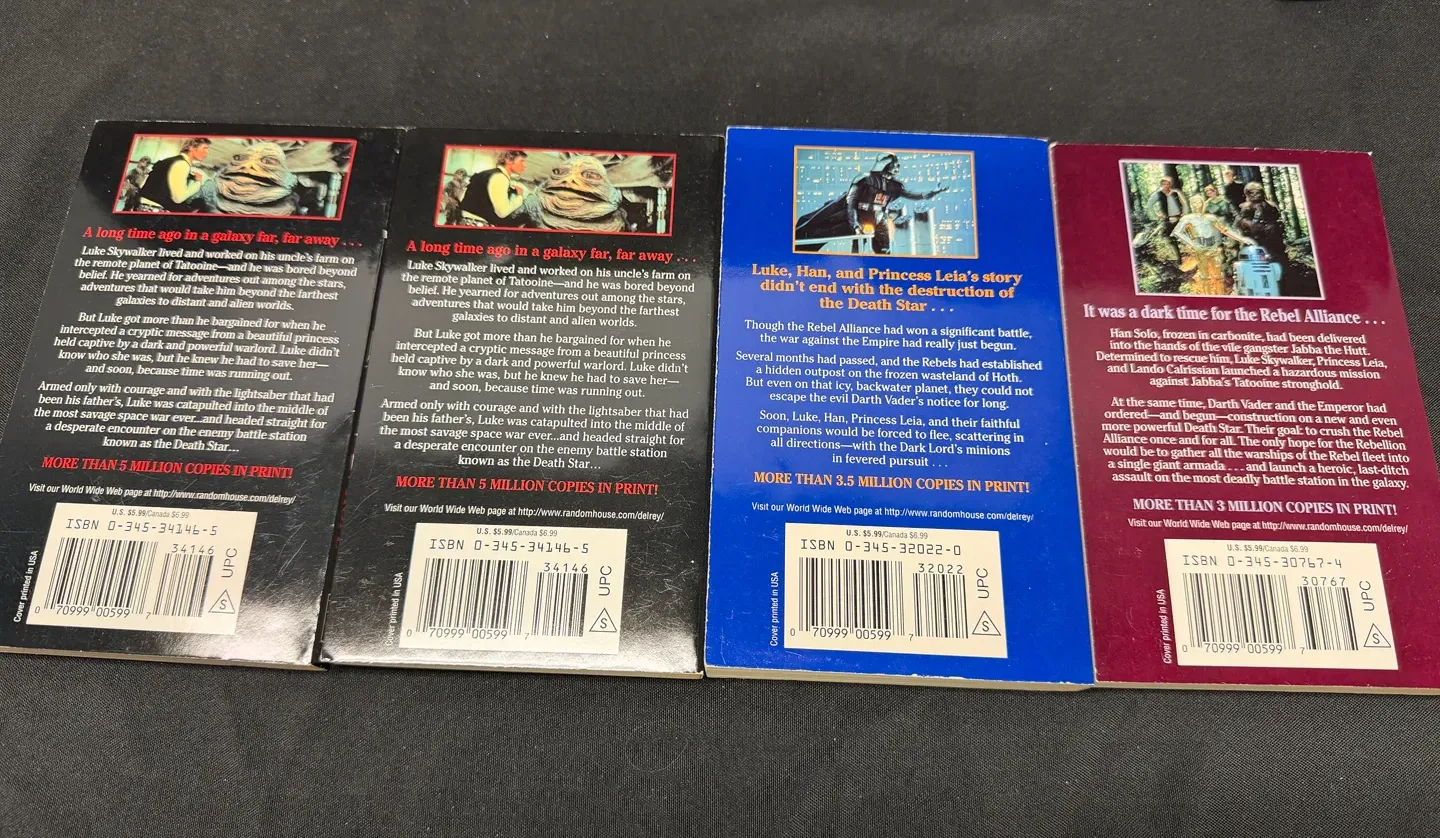 A long time ago in a galaxy far, far away . . .
Luke Skywalker lived and worked on his uncle's farm on
the remote planet of Tatooine—and he was bored beyond
belief. He yearned for adventures out among the stars,
adventures that would take him beyond the farthest
galaxies to distant and alien worlds.
But Luke got more than he bargained for when he
intercepted a cryptic message from a beautiful princess
held captive by a dark and powerful warlord. Luke didn't
know who she was, but he knew he had to save her—
and soon, because time was running out.
Armed only with courage and with the lightsaber that had
been his father's, Luke was catapulted into the middle of
the most savage space war ever...and headed straight for
a desperate encounter on the enemy battle station
known as the Death Star...
MORE THAN 5 MILLION COPIES IN PRINT!
Visit our World Wide Web page at http://www.randomhouse.com/delrey/
U.S. $5.99/Canada $6.99
ISBN 0-345-34146-5
34146
UPC
Cover printed in USA
0 70999 00599 7
S
A long time ago in a galaxy far, far away . . .
Luke Skywalker lived and worked on his uncle's farm on
the remote planet of Tatooine—and he was bored beyond
belief. He yearned for adventures out among the stars,
adventures that would take him beyond the farthest
galaxies to distant and alien worlds.
But Luke got more than he bargained for when he
intercepted a cryptic message from a beautiful princess
held captive by a dark and powerful warlord. Luke didn't
know who she was, but he knew he had to save her—
and soon, because time was running out.
Armed only with courage and with the lightsaber that had
been his father's, Luke was catapulted into the middle of
the most savage space war ever...and headed straight for
a desperate encounter on the enemy battle station
known as the Death Star...
MORE THAN 5 MILLION COPIES IN PRINT!
Visit our World Wide Web page at http://www.randomhouse.com/delrey/
U.S. $5.99/Canada $6.99
ISBN 0-345-34146-5
34146
UPC
Cover printed in USA
0 70999 00599 7
S
Luke, Han, and Princess Leia's story
didn't end with the destruction of
the Death Star . . .
Though the Rebel Alliance had won a significant battle,
the war against the Empire had really just begun.
Several months had passed, and the Rebels had established
a hidden outpost on the frozen wasteland of Hoth.
But even on that icy, backwater planet, they could not
escape the evil Darth Vader's notice for long.
Soon, Luke, Han, Princess Leia, and their faithful
companions would be forced to flee, scattering in
all directions—with the Dark Lord's minions
in fevered pursuit . . .
MORE THAN 3.5 MILLION COPIES IN PRINT!
Visit our World Wide Web page at http://www.randomhouse.com/delrey/
U.S. $5.99/Canada $6.99
ISBN 0-345-32022-0
32022
UPC
Cover printed in USA
0 70999 00599 7
S
It was a dark time for the Rebel Alliance . . .
Han Solo, frozen in carbonite, had been delivered
into the hands of the vile gangster Jabba the Hutt.
Determined to rescue him, Luke Skywalker, Princess Leia,
and Lando Calrissian launched a hazardous mission
against Jabba's Tatooine stronghold.
At the same time, Darth Vader and the Emperor had
ordered—and begun—construction on a new and even
more powerful Death Star. Their goal: to crush the Rebel
Alliance once and for all. The only hope for the Rebellion
would be to gather all the warships of the Rebel fleet into
a single giant armada . . . and launch a heroic, last-ditch
assault on the most deadly battle station in the galaxy.
MORE THAN 3 MILLION COPIES IN PRINT!
Visit our World Wide Web page at http://www.randomhouse.com/delrey/
U.S. $5.99/Canada $6.99
ISBN 0-345-30767-4
30767
UPC
Cover printed in USA
0 70999 00599 7
S